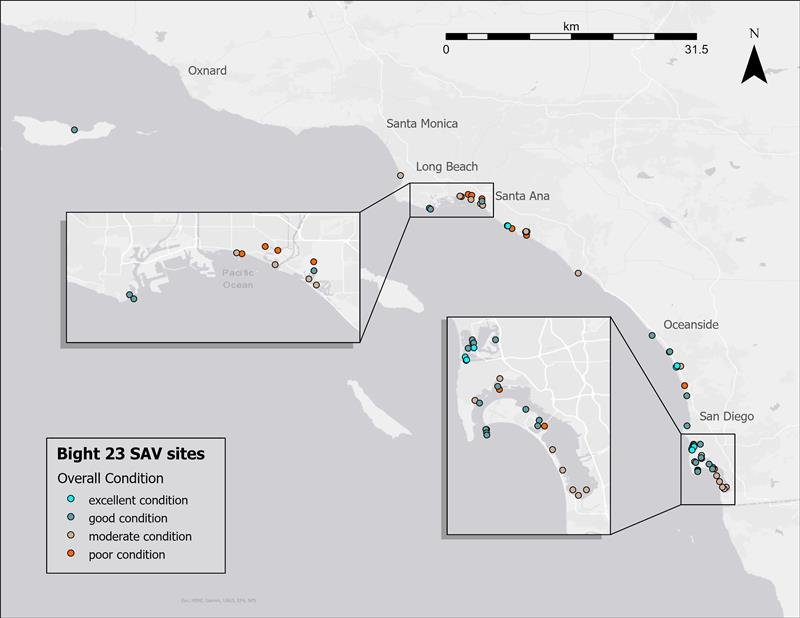 km
0
31.5
N
Oxnard
Santa Monica
Long Beach
Santa Ana
Pacific
Ocean
Oceanside
San Diego
Bight 23 SAV sites
Overall Condition
excellent condition
good condition
moderate condition
poor condition